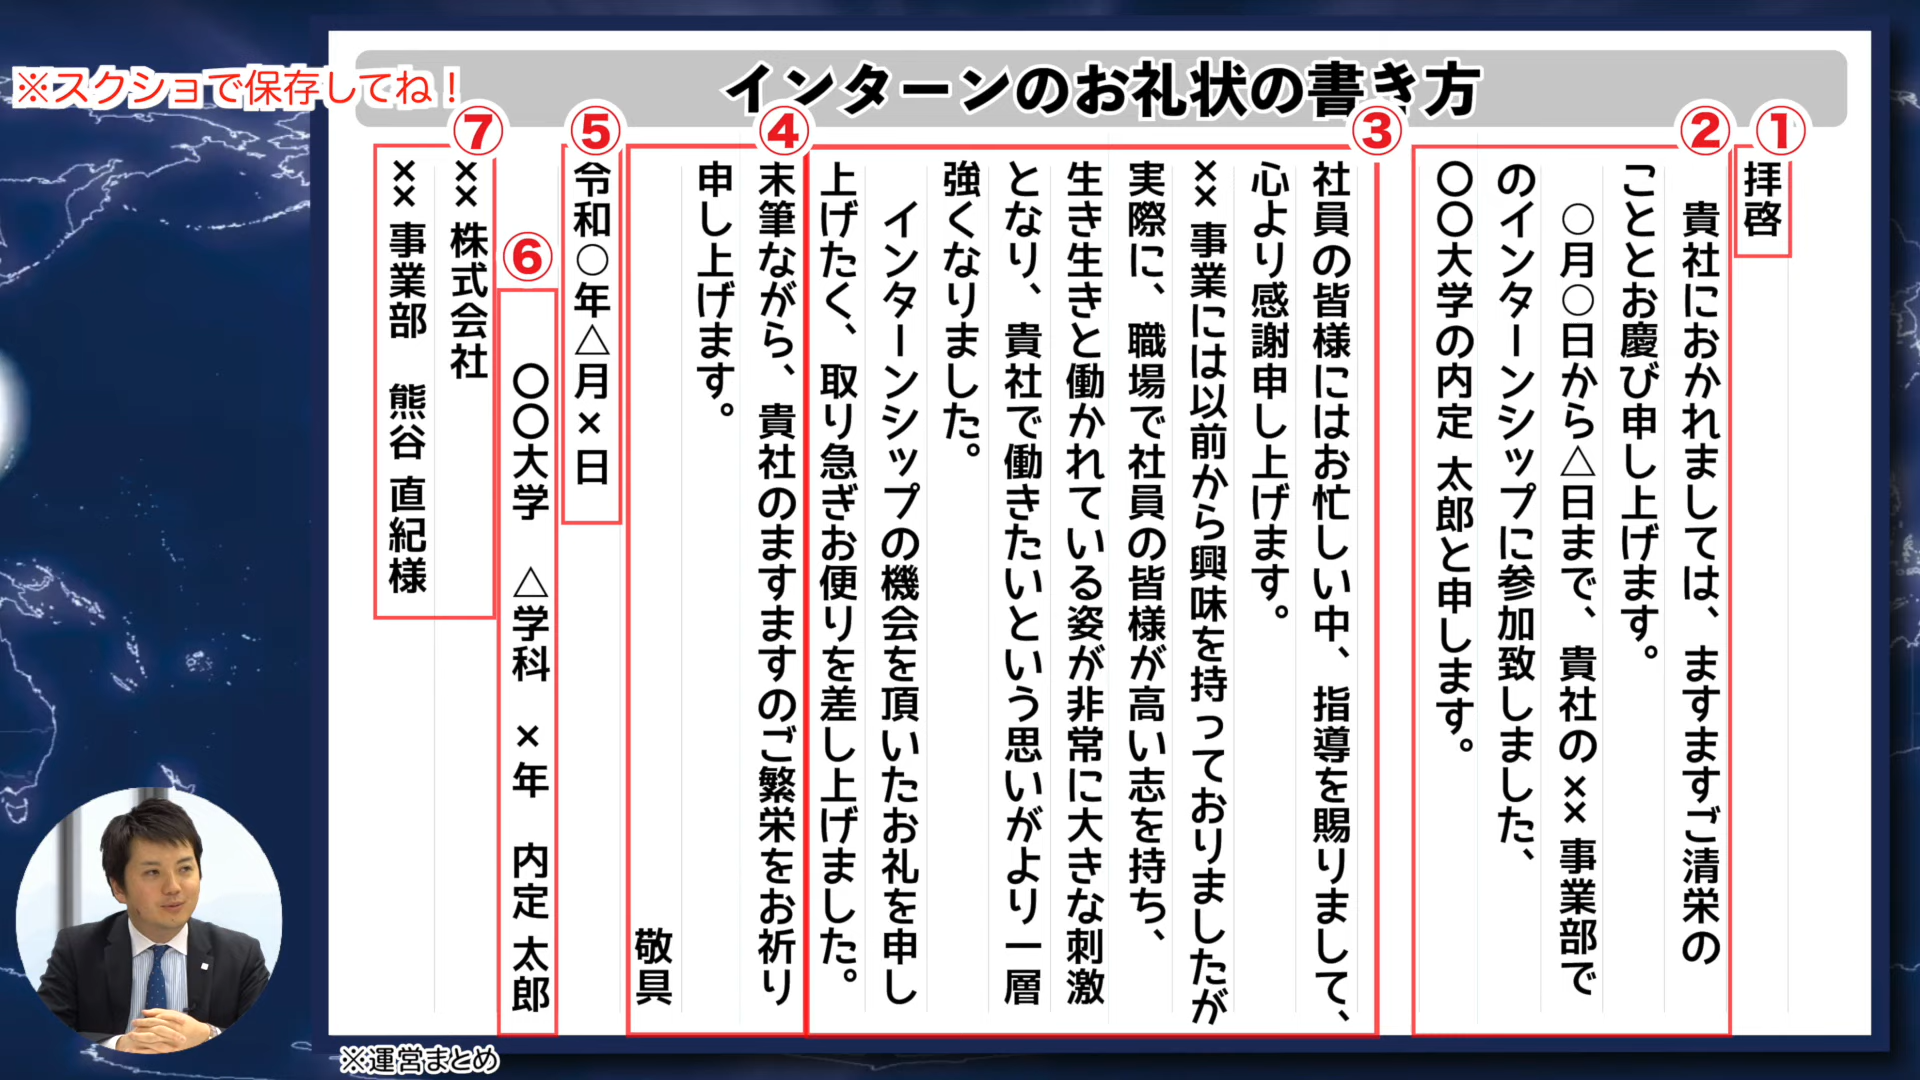 ※スクショで保存してね！
インターンのお礼状の書き方
①
拝啓
②
貴社におかれましては、ますますご清栄の
こととお慶び申し上げます。
○月○日から△日まで、貴社の××事業部で
のインターンシップに参加致しました、
〇〇大学の内定 太郎と申します。
③
社員の皆様にはお忙しい中、指導を賜りまして、
心より感謝申し上げます。
××事業には以前から興味を持っておりましたが
実際に、職場で社員の皆様が高い志を持ち、
生き生きと働かれている姿が非常に大きな刺激
となり、貴社で働きたいという思いがより一層
強くなりました。
インターンシップの機会を頂いたお礼を申し
上げたく、取り急ぎお便りを差し上げました。
④
末筆ながら、貴社のますますのご繁栄をお祈り
申し上げます。
敬具
⑤
令和○年△月×日
⑥
〇〇大学 △学科 ×年 内定 太郎
⑦
××株式会社
××事業部 熊谷 直紀様
※運営まとめ